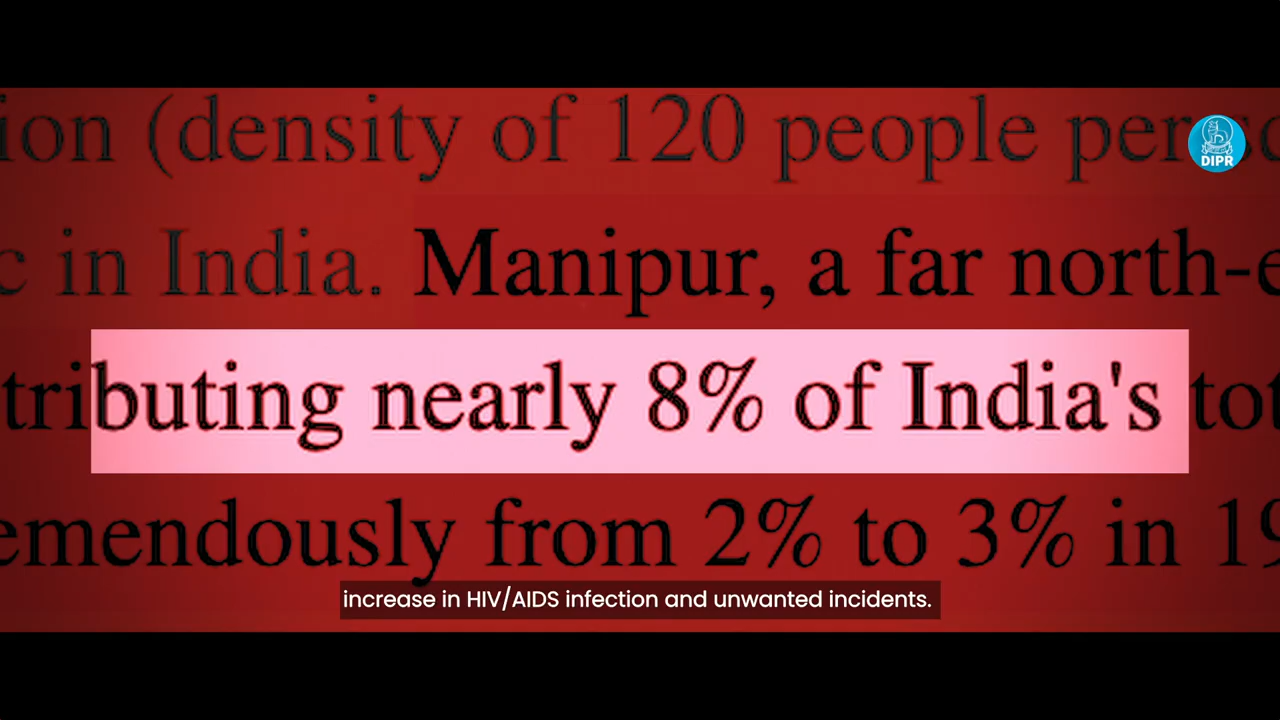 ion (density of 120 people per
DIPR
c in India. Manipur, a far north-e
tributing nearly 8% of India's tot
emendously from 2% to 3% in 19
increase in HIV/AIDS infection and unwanted incidents.